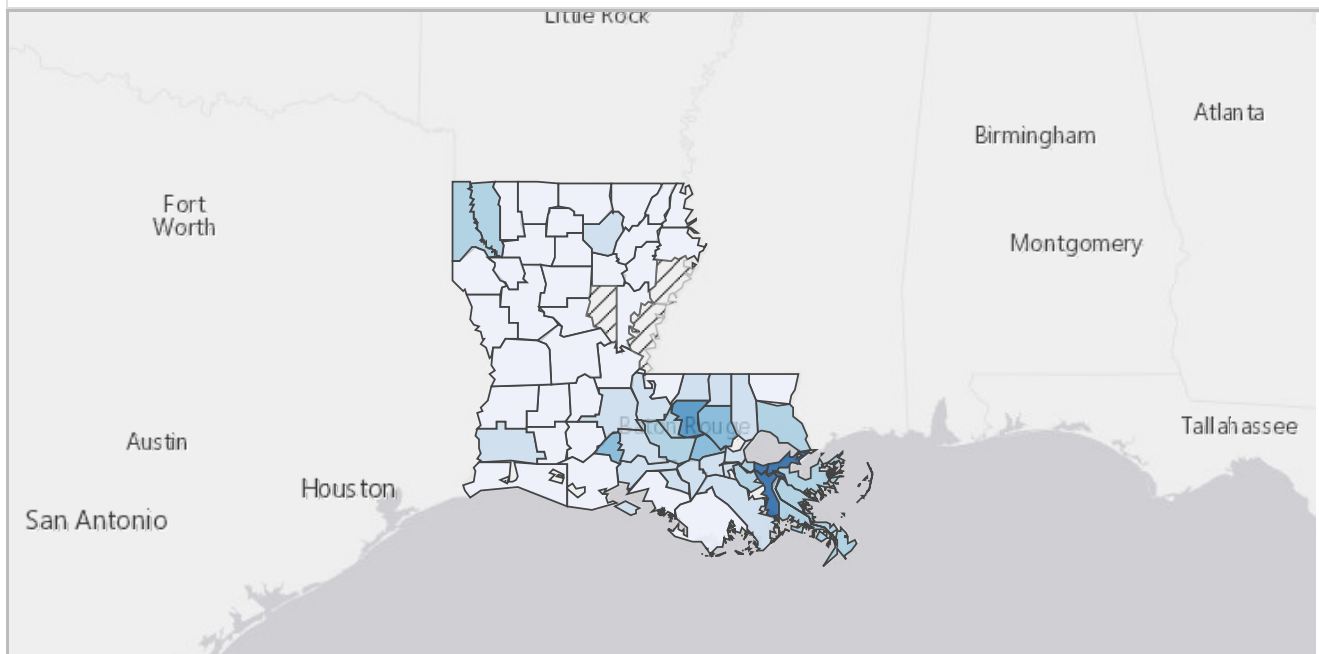 Little Rock
Atlanta
Birmingham
Fort
Worth
Montgomery
Baton Rouge
Tallahassee
Austin
Houston
San Antonio